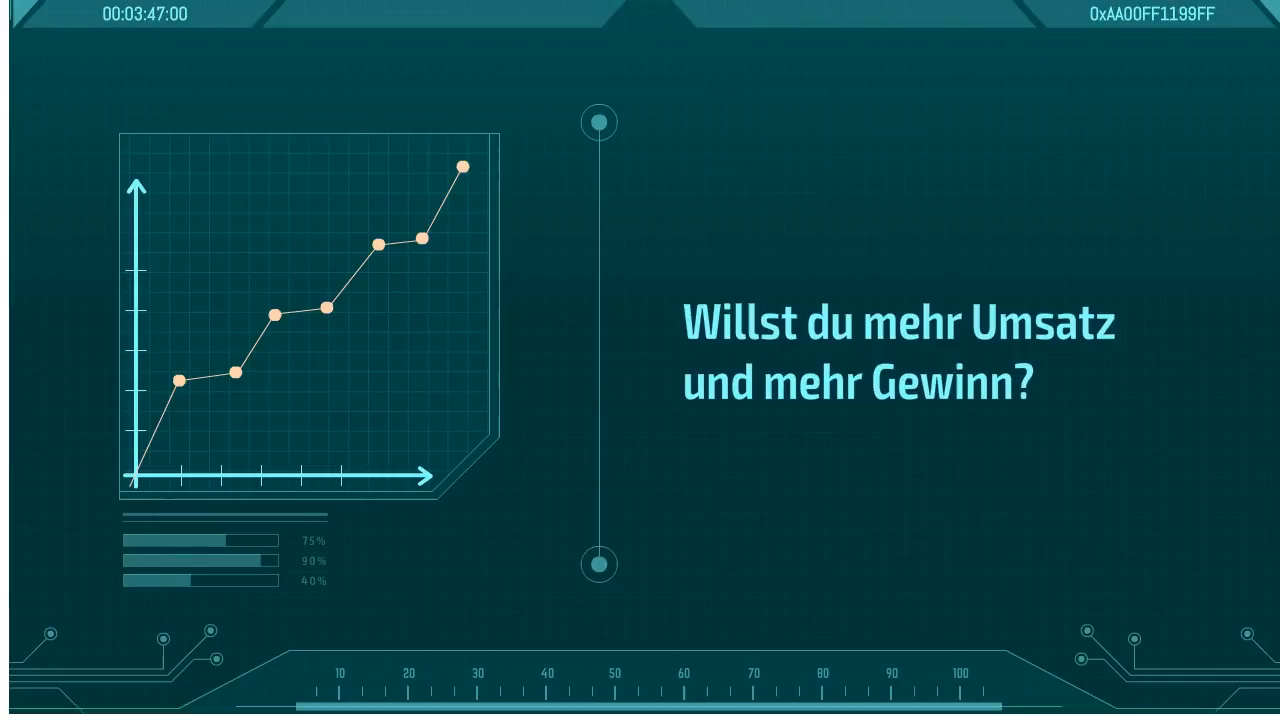 00:03:47:00
0xAA00FF1199FF
Willst du mehr Umsatz
und mehr Gewinn?
75%
90%
40%
10 20 30 40 50 60 70 80 90 100